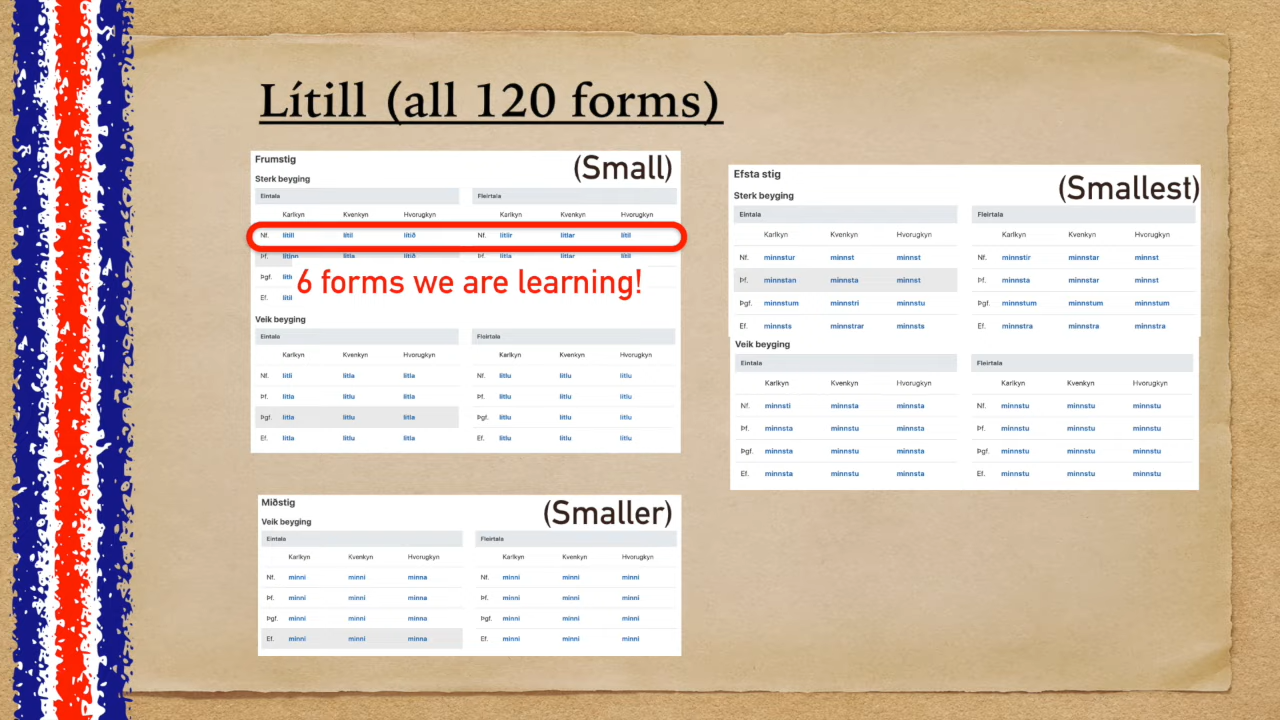 Lítill (all 120 forms)
Frumstig
(Small)
Sterk beyging
Eintala Fleirtala
Karlkyn Kvenkyn Hvorugkyn Karlkyn Kvenkyn Hvorugkyn
Nf. lítill lítil lítið Nf. litlir litlar lítil
Þf. lítinn litla lítið Þf. litla litlar lítil
Þgf.
6 forms we are learning!
Ef.
Veik beyging
Eintala Fleirtala
Karlkyn Kvenkyn Hvorugkyn Karlkyn Kvenkyn Hvorugkyn
Nf. litli litla litla Nf. litlu litlu litlu
Þf. litla litlu litla Þf. litlu litlu litlu
Þgf. litla litlu litla Þgf. litlu litlu litlu
Ef. litla litlu litla Ef. litlu litlu litlu
Miðstig
(Smaller)
Veik beyging
Eintala Fleirtala
Karlkyn Kvenkyn Hvorugkyn Karlkyn Kvenkyn Hvorugkyn
Nf. minni minni minna Nf. minni minni minni
Þf. minni minni minna Þf. minni minni minni
Þgf. minni minni minna Þgf. minni minni minni
Ef. minni minni minna Ef. minni minni minni
Efsta stig
(Smallest)
Sterk beyging
Eintala Fleirtala
Karlkyn Kvenkyn Hvorugkyn Karlkyn Kvenkyn Hvorugkyn
Nf. minnstur minnst minnst Nf. minnstir minnstar minnst
Þf. minnstan minnsta minnst Þf. minnsta minnstar minnst
Þgf. minnstum minnstri minnstu Þgf. minnstum minnstum minnstum
Ef. minnsts minnstrar minnsts Ef. minnstra minnstra minnstra
Veik beyging
Eintala Fleirtala
Karlkyn Kvenkyn Hvorugkyn Karlkyn Kvenkyn Hvorugkyn
Nf. minnsti minnsta minnsta Nf. minnstu minnstu minnstu
Þf. minnsta minnstu minnsta Þf. minnstu minnstu minnstu
Þgf. minnsta minnstu minnsta Þgf. minnstu minnstu minnstu
Ef. minnsta minnstu minnsta Ef. minnstu minnstu minnstu